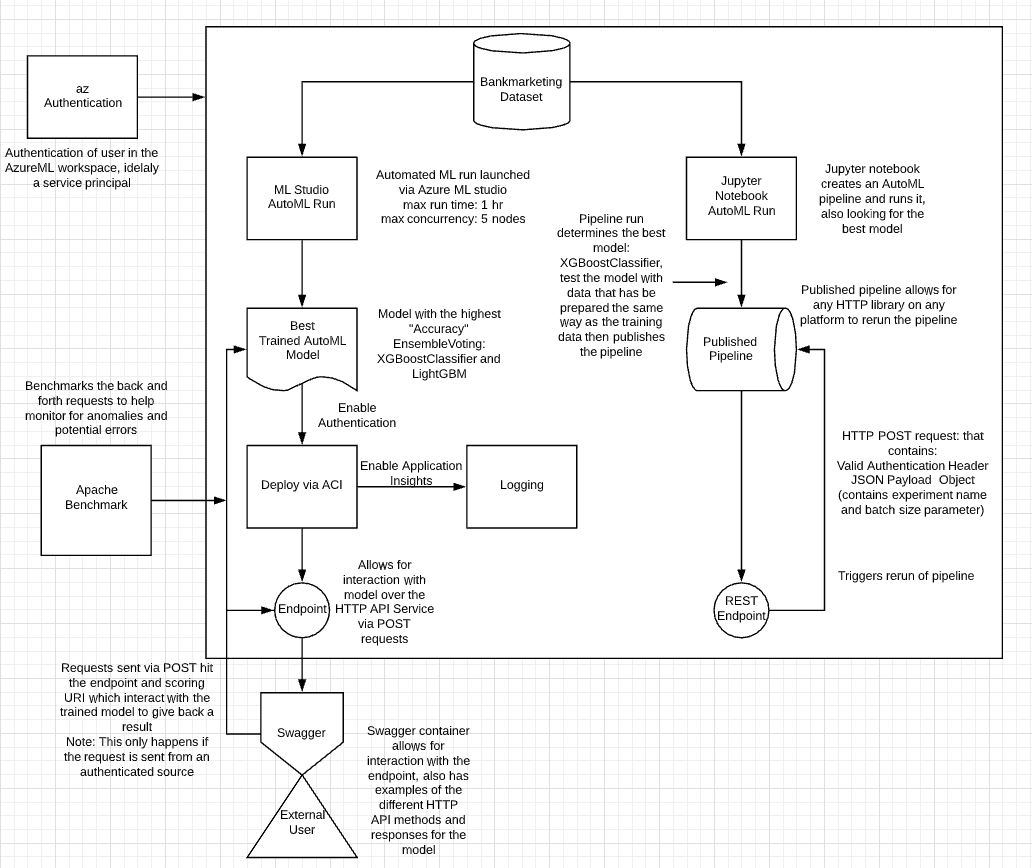 az
Authentication
Authentication of user in the
AzureML workspace, idelaly
a service principal
Bankmarketing
Dataset
ML Studio
AutoML Run
Automated ML run launched
via Azure ML studio
max run time: 1 hr
max concurrency: 5 nodes
Jupyter
Notebook
AutoML Run
Jupyter notebook
creates an AutoML
pipeline and runs it,
also looking for the
best model
Pipeline run
determines the best
model:
XGBoostClassifier,
test the model with
data that has be
prepared the same
way as the training
data then publishes
the pipeline
Published pipeline allows for
any HTTP library on any
platform to rerun the pipeline
Best
Trained AutoML
Model
Model with the highest
"Accuracy"
EnsembleVoting:
XGBoostClassifier and
LightGBM
Published
Pipeline
Benchmarks the back and
forth requests to help
monitor for anomalies and
potential errors
Enable
Authentication
Apache
Benchmark
Deploy via ACI
Enable Application
Insights
Logging
HTTP POST request: that
contains:
Valid Authentication Header
JSON Payload Object
(contains experiment name
and batch size parameter)
Triggers rerun of pipeline
Endpoint
Allows for
interaction with
model over the
HTTP API Service
via POST
requests
REST
Endpoint
Requests sent via POST hit
the endpoint and scoring
URI which interact with the
trained model to give back a
result
Note: This only happens if
the request is sent from an
authenticated source
Swagger
Swagger container
allows for
interaction with the
endpoint, also has
examples of the
different HTTP
API methods and
responses for the
model
External
User